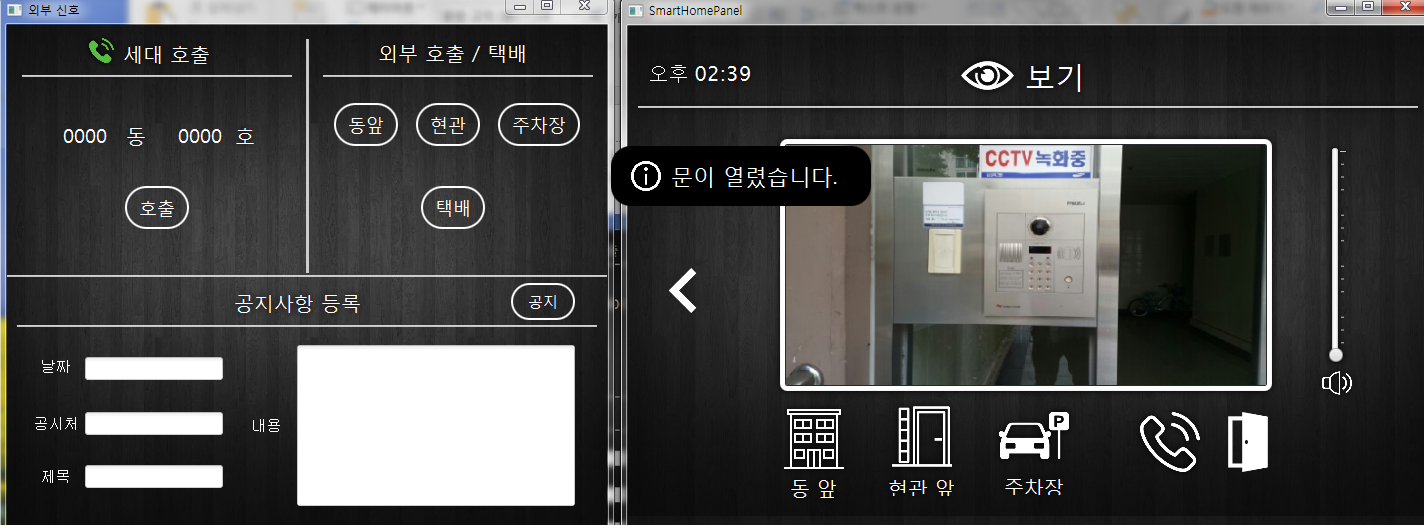 외부 신호
세대 호출
0000 동 0000 호
호출
외부 호출 / 택배
동앞 현관 주차장
택배
공지사항 등록 공지
날짜
공시처
제목
내용
SmartHomePanel
오후 02:39
보기
문이 열렸습니다.
CCTV 녹화중
P
동 앞 현관 앞 주차장